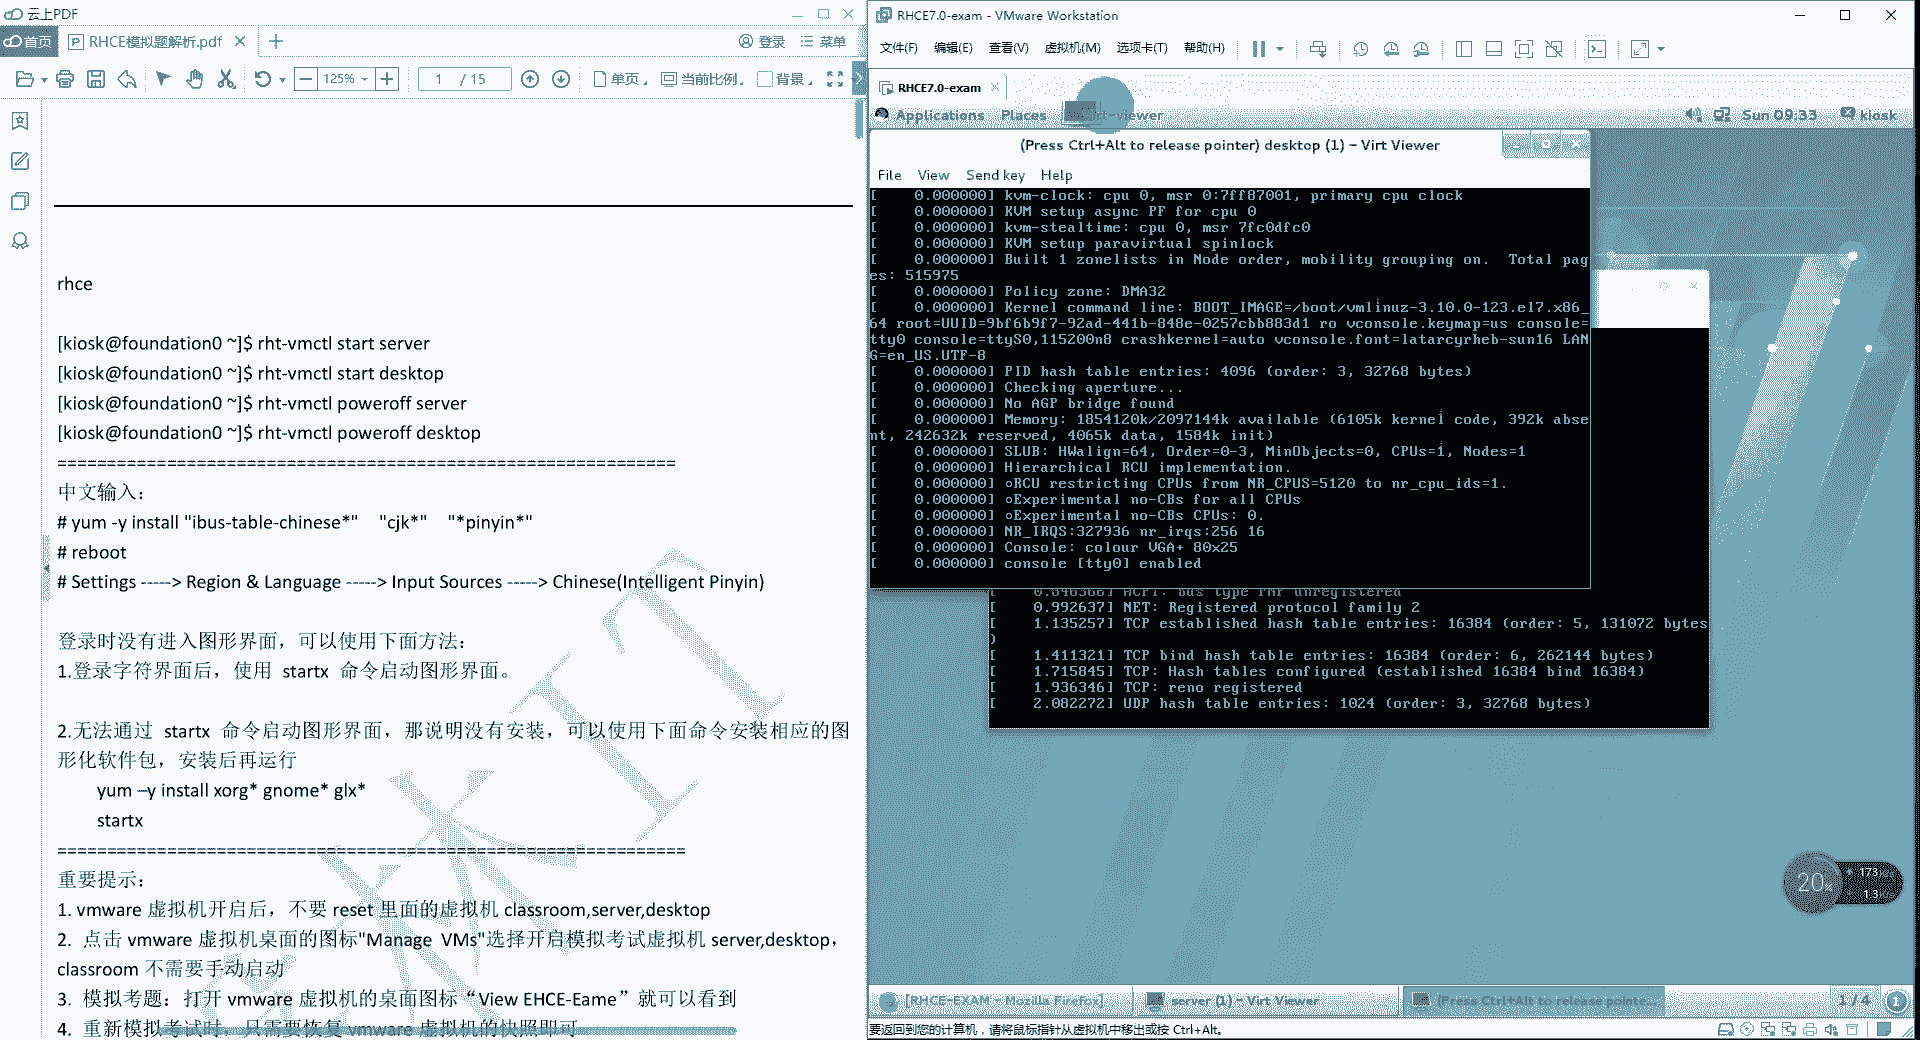 云上PDF
首页
RHCE模拟题解析.pdf
登录
菜单
125%
1 / 15
单页
当前比例
背景
rhce
[kiosk@foundation0 ~]$ rht-vmctl start server
[kiosk@foundation0 ~]$ rht-vmctl start desktop
[kiosk@foundation0 ~]$ rht-vmctl poweroff server
[kiosk@foundation0 ~]$ rht-vmctl poweroff desktop
==============================================================
中文输入：
# yum -y install "ibus-table-chinese*" "cjk*" "*pinyin*"
# reboot
# Settings -----> Region & Language -----> Input Sources -----> Chinese(Intelligent Pinyin)
登录时没有进入图形界面，可以使用下面方法：
1.登录字符界面后，使用 startx 命令启动图形界面。
2.无法通过 startx 命令启动图形界面，那说明没有安装，可以使用下面命令安装相应的图
形化软件包，安装后再运行
yum –y install xorg* gnome* glx*
startx
===============================================================
重要提示：
1. vmware 虚拟机开启后，不要 reset 里面的虚拟机 classroom,server,desktop
2. 点击 vmware 虚拟机桌面的图标"Manage VMs"选择开启模拟考试虚拟机 server,desktop，
classroom 不需要手动启动
3. 模拟考题：打开 vmware 虚拟机的桌面图标“View EHCE-Eame”就可以看到
4. 重新模拟考试时，只需要恢复 vmware 虚拟机的快照即可
RHCE7.0-exam - VMware Workstation
文件(F) 编辑(E) 查看(V) 虚拟机(M) 选项卡(T) 帮助(H)
RHCE7.0-exam
Applications Places virt-viewer Sun 09:33 kiosk
(Press Ctrl+Alt to release pointer) desktop (1) – Virt Viewer
File View Send key Help
[ 0.000000] kvm-clock: cpu 0, msr 0:7ff87001, primary cpu clock
[ 0.000000] KVM setup async PF for cpu 0
[ 0.000000] kvm-stealtime: cpu 0, msr 7fc0dfc0
[ 0.000000] KVM setup paravirtual spinlock
[ 0.000000] Built 1 zonelists in Node order, mobility grouping on. Total pag
es: 515975
[ 0.000000] Policy zone: DMA32
[ 0.000000] Kernel command line: BOOT_IMAGE=/boot/vmlinuz-3.10.0-123.el7.x86_
64 root=UUID=9bf6b9f7-92ad-441b-848e-0257cbb883d1 ro vconsole.keymap=us console=
tty0 console=ttyS0,115200n8 crashkernel=auto vconsole.font=latarcyrheb-sun16 LAN
G=en_US.UTF-8
[ 0.000000] PID hash table entries: 4096 (order: 3, 32768 bytes)
[ 0.000000] Checking aperture...
[ 0.000000] No AGP bridge found
[ 0.000000] Memory: 1854120k/2097144k available (6105k kernel code, 392k abse
nt, 242632k reserved, 4065k data, 1584k init)
[ 0.000000] SLUB: HWalign=64, Order=0-3, MinObjects=0, CPUs=1, Nodes=1
[ 0.000000] Hierarchical RCU implementation.
[ 0.000000] ○RCU restricting CPUs from NR_CPUS=5120 to nr_cpu_ids=1.
[ 0.000000] ○Experimental no-CBs for all CPUs
[ 0.000000] ○Experimental no-CBs CPUs: 0.
[ 0.000000] NR_IRQS:327936 nr_irqs:256 16
[ 0.000000] Console: colour VGA+ 80x25
[ 0.000000] console [tty0] enabled
[ 0.846366] ACPI: bus type PNP unregistered
[ 0.992637] NET: Registered protocol family 2
[ 1.135257] TCP established hash table entries: 16384 (order: 5, 131072 bytes
)
[ 1.411321] TCP bind hash table entries: 16384 (order: 6, 262144 bytes)
[ 1.715845] TCP: Hash tables configured (established 16384 bind 16384)
[ 1.936346] TCP: reno registered
[ 2.082272] UDP hash table entries: 1024 (order: 3, 32768 bytes)
20%
173
1.3
[RHCE-EXAM – Mozilla Firefox]
server (1) – Virt Viewer
(Press Ctrl+Alt to release pointe...
1 / 4
要返回到您的计算机，请将鼠标指针从虚拟机中移出或按 Ctrl+Alt。